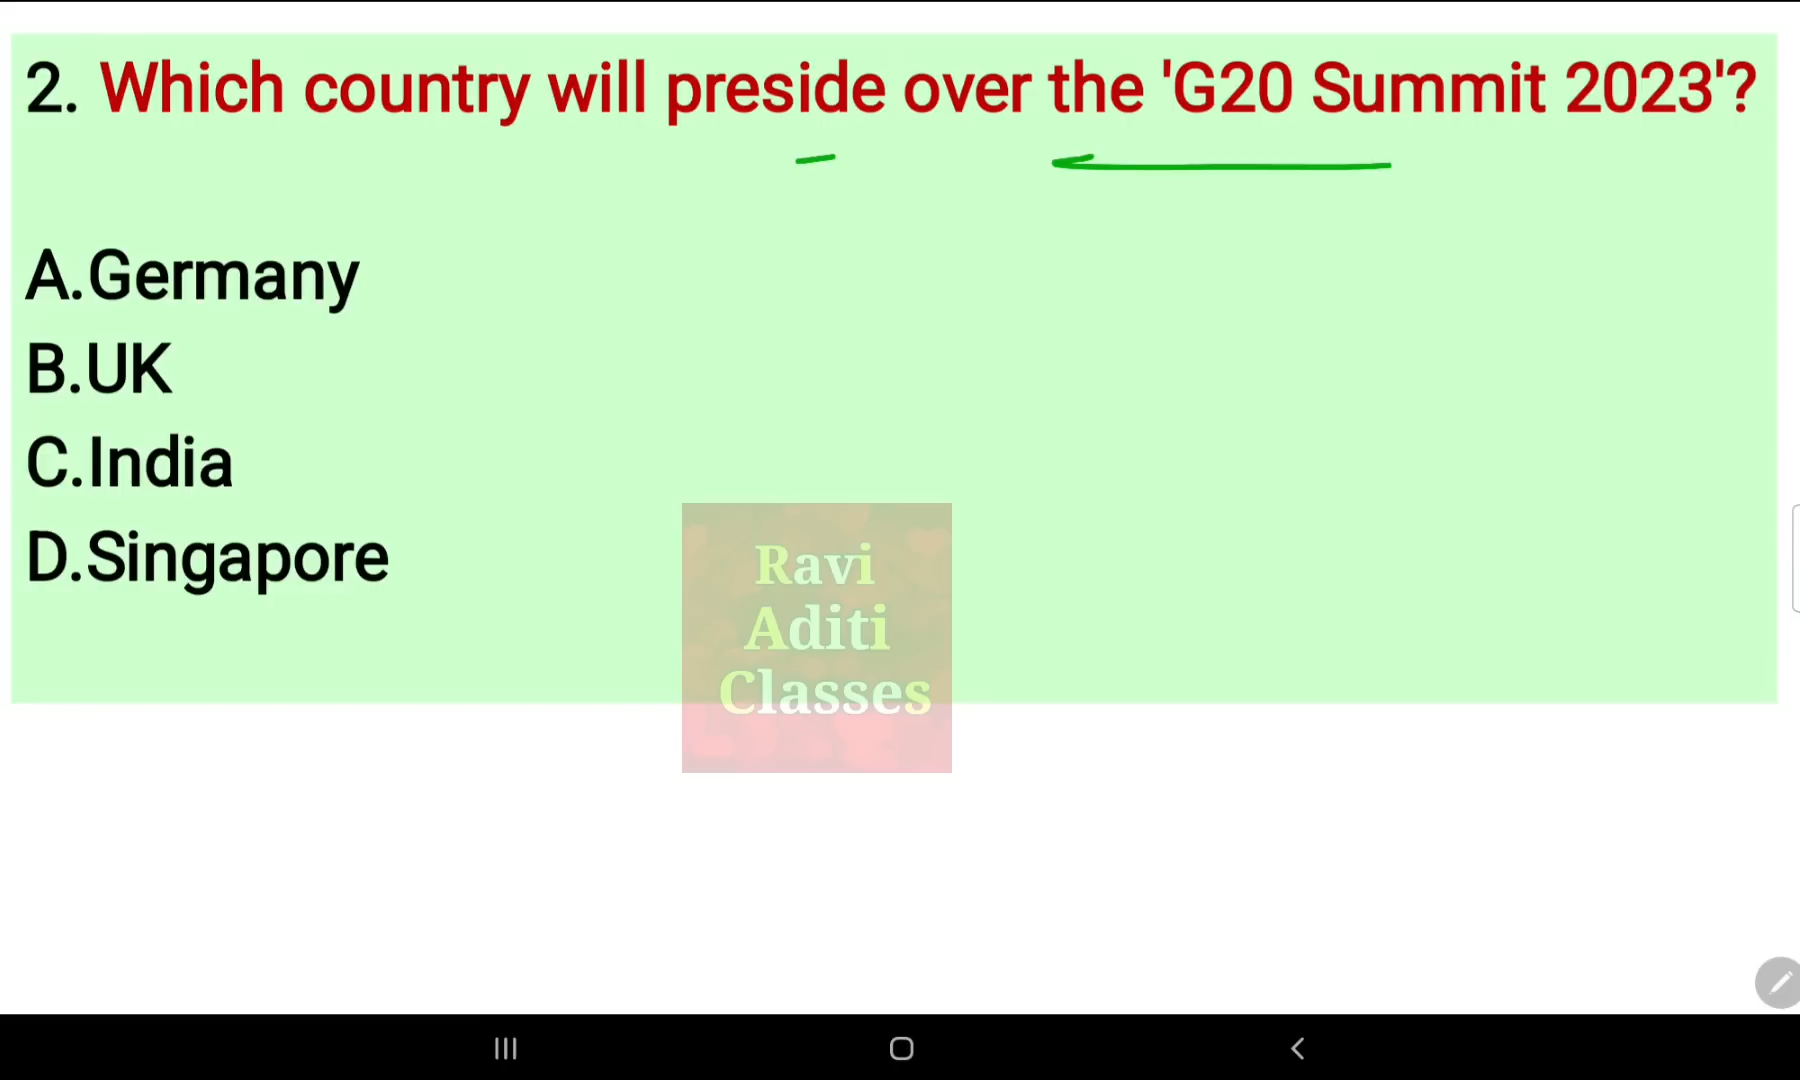 2. Which country will preside over the 'G20 Summit 2023'?
A.Germany
B.UK
C.India
D.Singapore
Ravi
Aditi
Classes